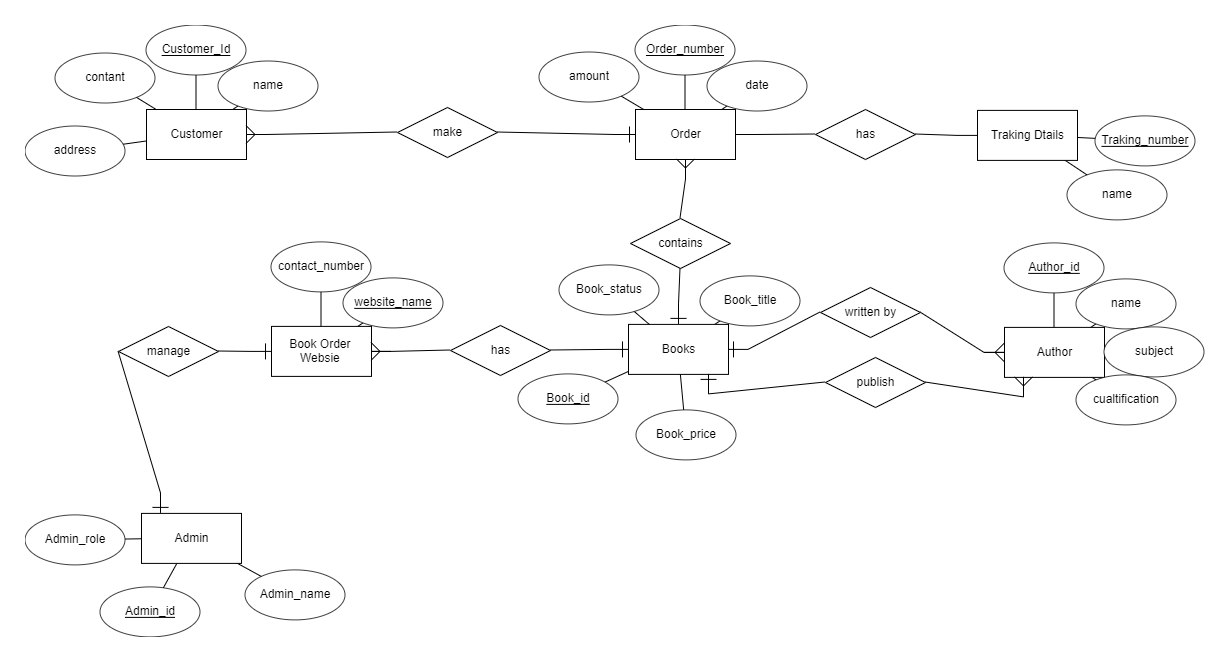 Customer_Id
contant
name
address
Customer
make
Order_number
amount
date
Order
has
Traking Dtails
Traking_number
name
contains
contact_number
website_name
Book Order
Websie
manage
has
Book_status
Book_title
Books
Book_id
Book_price
written by
publish
Author_id
name
Author
subject
cualtification
Admin_role
Admin
Admin_id
Admin_name